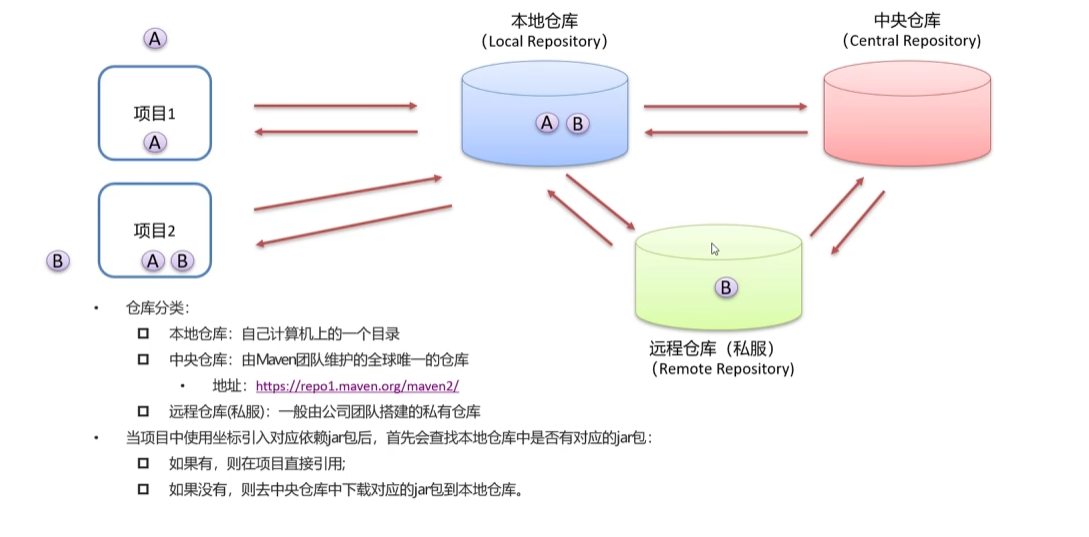 本地仓库
(Local Repository)
中央仓库
(Central Repository)
A
项目1
A
A B
项目2
A B
B
B
远程仓库（私服）
(Remote Repository)
• 仓库分类：
本地仓库：自己计算机上的一个目录
中央仓库：由Maven团队维护的全球唯一的仓库
• 地址：https://repo1.maven.org/maven2/
远程仓库(私服)：一般由公司团队搭建的私有仓库
• 当项目中使用坐标引入对应依赖jar包后，首先会查找本地仓库中是否有对应的jar包：
如果有，则在项目直接引用;
如果没有，则去中央仓库中下载对应的jar包到本地仓库。